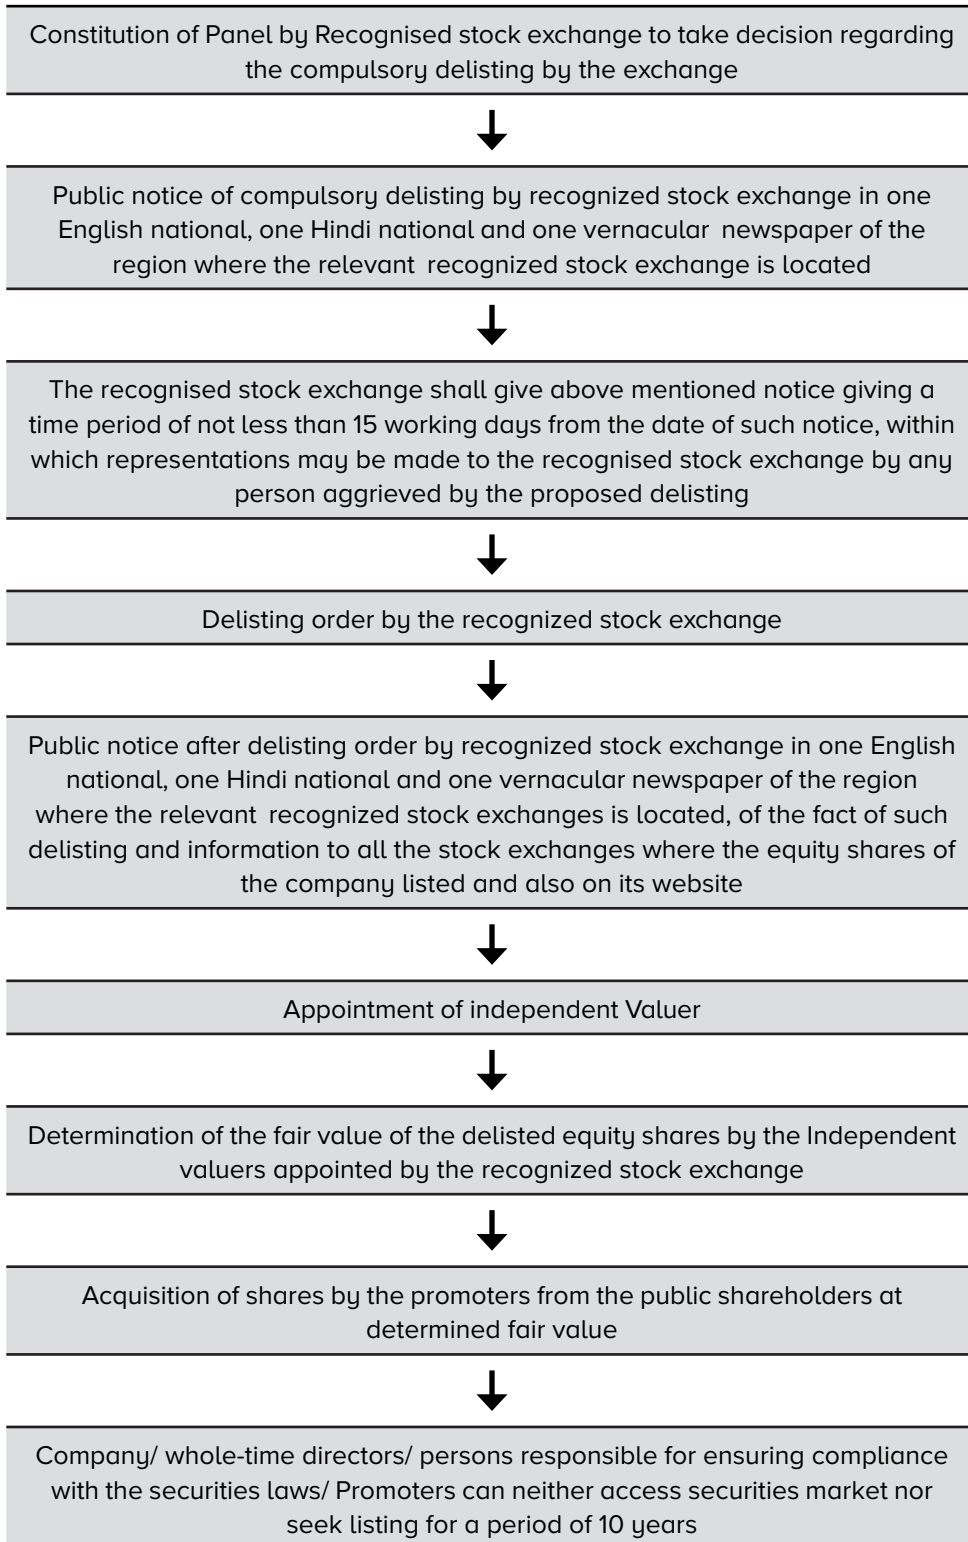 Constitution of Panel by Recognised stock exchange to take decision regarding
the compulsory delisting by the exchange
Public notice of compulsory delisting by recognized stock exchange in one
English national, one Hindi national and one vernacular newspaper of the
region where the relevant recognized stock exchange is located
The recognised stock exchange shall give above mentioned notice giving a
time period of not less than 15 working days from the date of such notice, within
which representations may be made to the recognised stock exchange by any
person aggrieved by the proposed delisting
Delisting order by the recognized stock exchange
Public notice after delisting order by recognized stock exchange in one English
national, one Hindi national and one vernacular newspaper of the region
where the relevant recognized stock exchanges is located, of the fact of such
delisting and information to all the stock exchanges where the equity shares of
the company listed and also on its website
Appointment of independent Valuer
Determination of the fair value of the delisted equity shares by the Independent
valuers appointed by the recognized stock exchange
Acquisition of shares by the promoters from the public shareholders at
determined fair value
Company/ whole-time directors/ persons responsible for ensuring compliance
with the securities laws/ Promoters can neither access securities market nor
seek listing for a period of 10 years